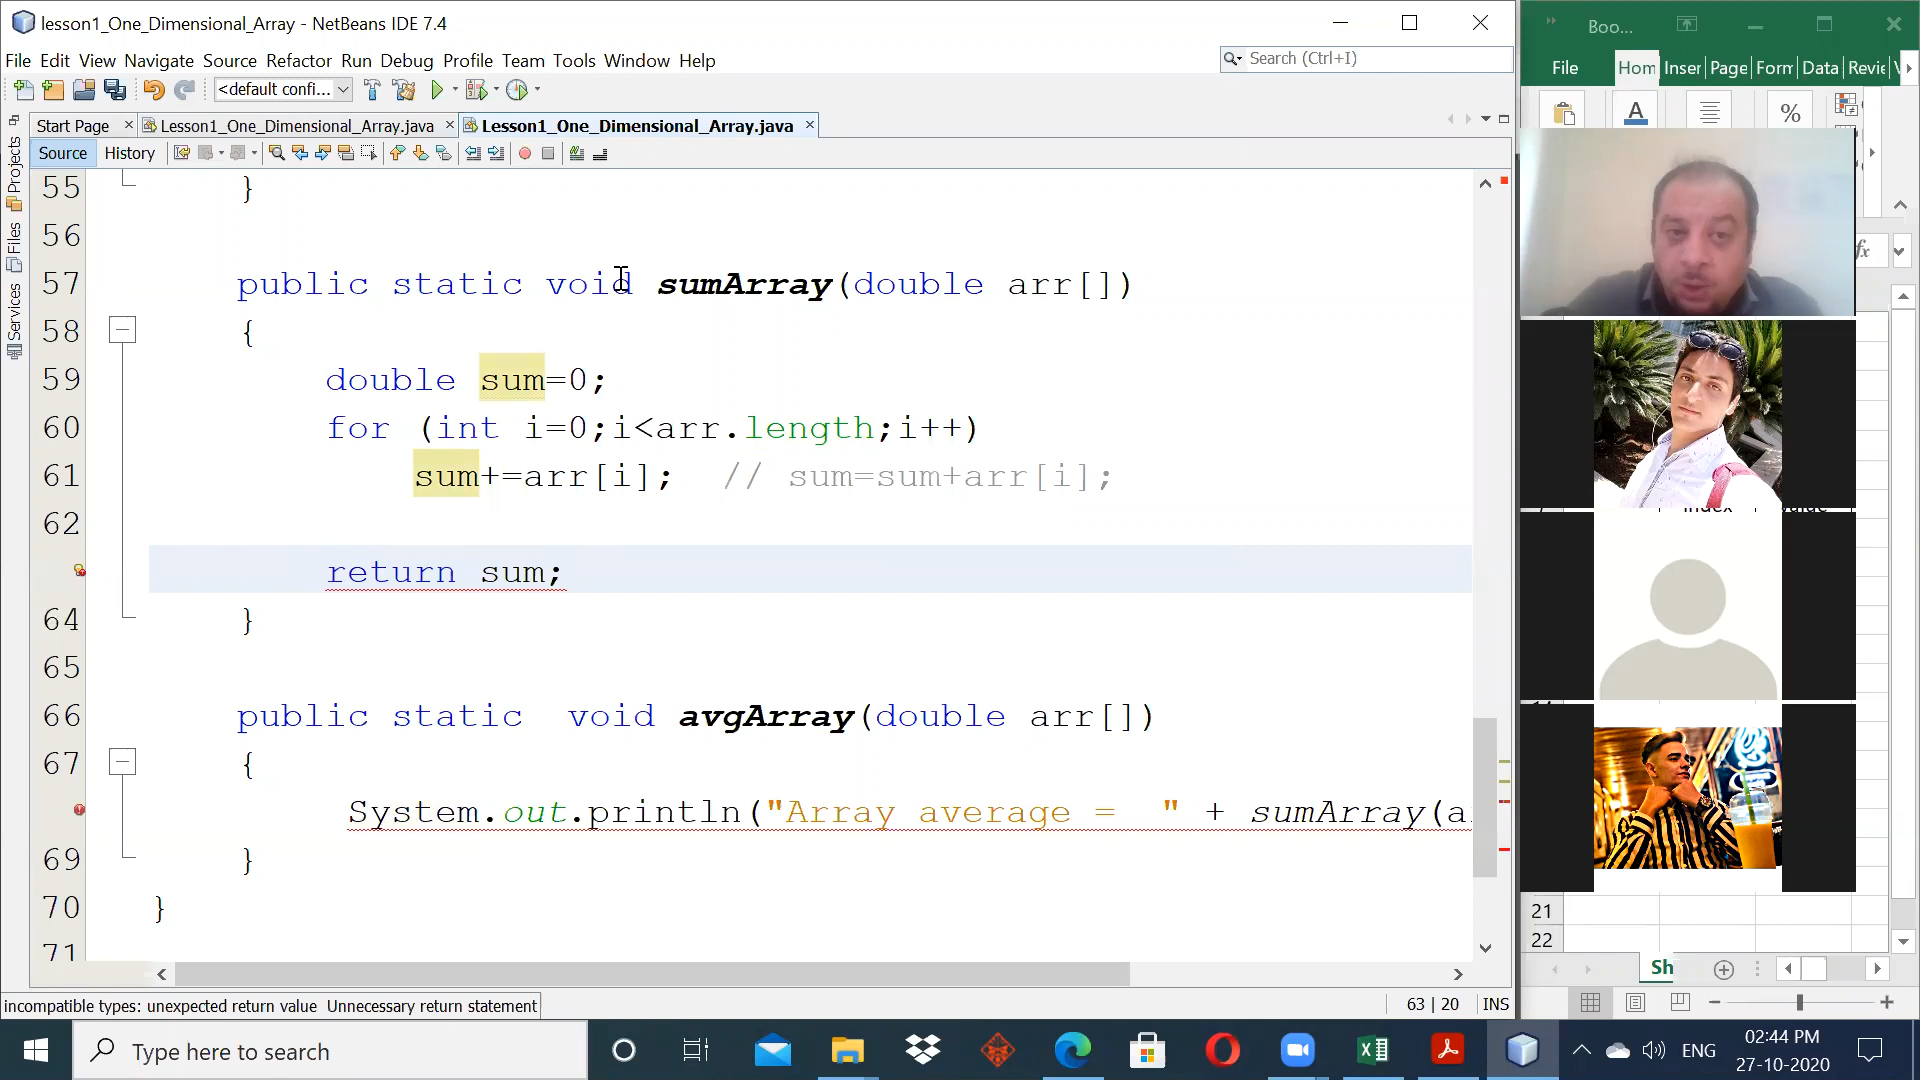 lesson1_One_Dimensional_Array - NetBeans IDE 7.4
File Edit View Navigate Source Refactor Run Debug Profile Team Tools Window Help
Search (Ctrl+I)
<default confi...
Start Page
Lesson1_One_Dimensional_Array.java
Lesson1_One_Dimensional_Array.java
Source History
Projects
Files
Services
55 }
56
57 public static void sumArray(double arr[])
58 {
59 double sum=0;
60 for (int i=0;i<arr.length;i++)
61 sum+=arr[i]; // sum=sum+arr[i];
62
return sum;
64 }
65
66 public static void avgArray(double arr[])
67 {
System.out.println("Array average = " + sumArray(a
69 }
70 }
71
incompatible types: unexpected return value Unnecessary return statement
63 | 20 INS
Boo...
File Hom Inser Page Form Data Revie
%
fx
21
22
Sh
Type here to search
ENG
02:44 PM
27-10-2020